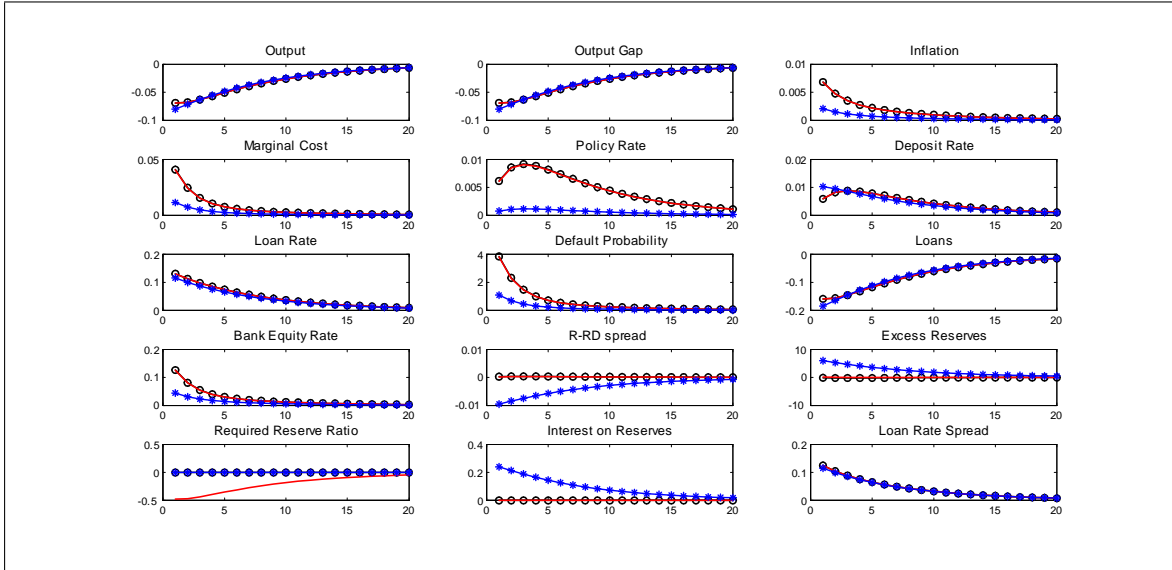 Output Output Gap Inflation
0 0 0.01
-0.05 -0.05 0.005
-0.1 -0.1 0
0 5 10 15 20 0 5 10 15 20 0 5 10 15 20
Marginal Cost Policy Rate Deposit Rate
0.05 0.01 0.02
0.005 0.01
0 0 0
0 5 10 15 20 0 5 10 15 20 0 5 10 15 20
Loan Rate Default Probability Loans
0.2 4 0
0.1 2 -0.1
0 0 -0.2
0 5 10 15 20 0 5 10 15 20 0 5 10 15 20
Bank Equity Rate R-RD spread Excess Reserves
0.2 10
0.1 0 0
0 -0.01 -10
0 5 10 15 20 0 5 10 15 20 0 5 10 15 20
Required Reserve Ratio Interest on Reserves Loan Rate Spread
0.5 0.4 0.2
0 0.2 0.1
-0.5 0 0
0 5 10 15 20 0 5 10 15 20 0 5 10 15 20